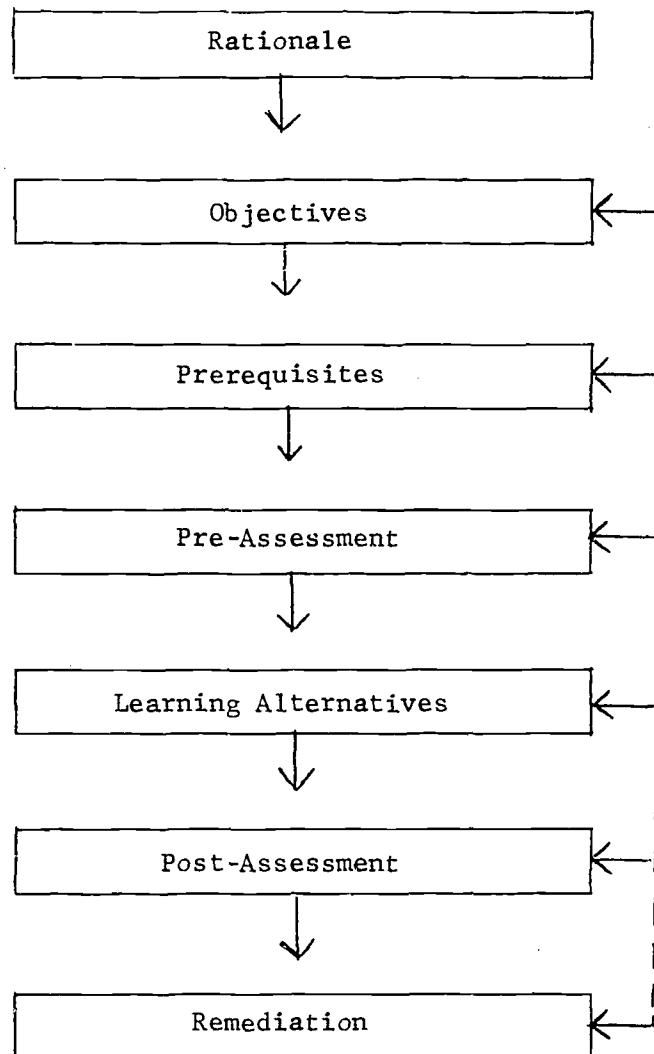 Rationale
Objectives
Prerequisites
Pre-Assessment
Learning Alternatives
Post-Assessment
Remediation